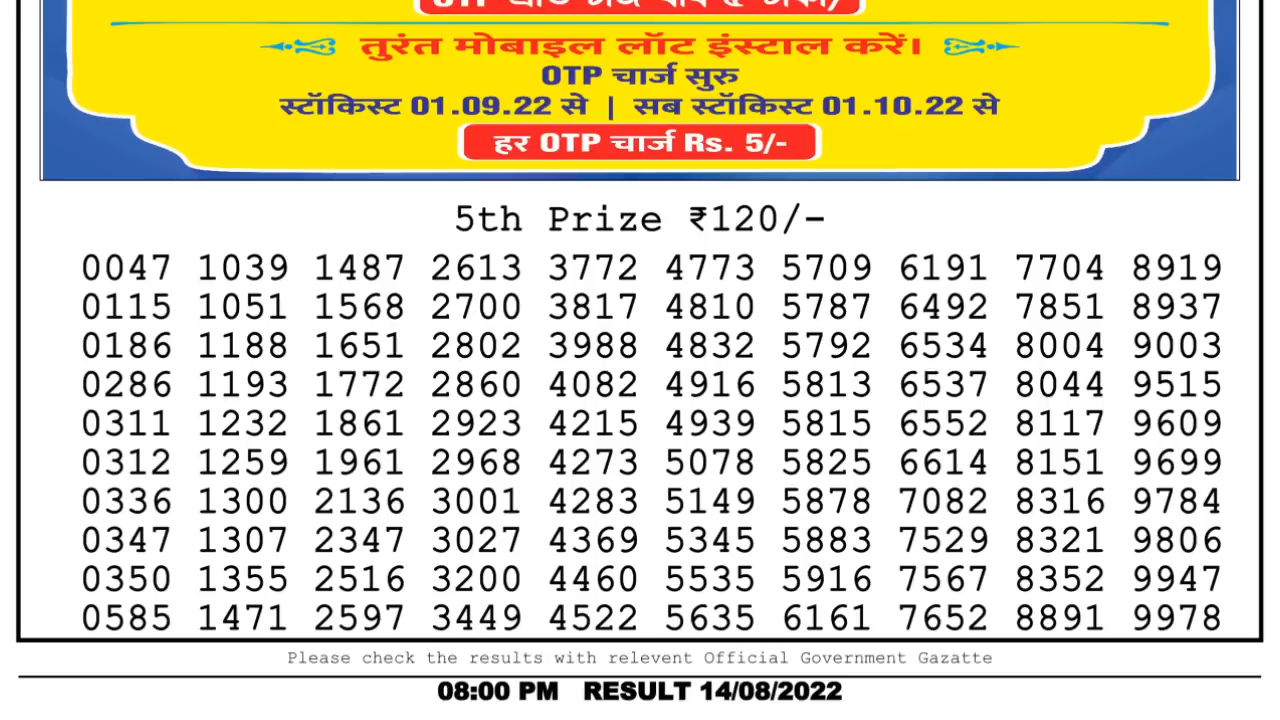 तुरंत मोबाइल लॉट इंस्टाल करें।
OTP चार्ज सुरु
स्टॉकिस्ट 01.09.22 से | सब स्टॉकिस्ट 01.10.22 से
हर OTP चार्ज Rs. 5/-
5th Prize ₹120/-
0047 1039 1487 2613 3772 4773 5709 6191 7704 8919
0115 1051 1568 2700 3817 4810 5787 6492 7851 8937
0186 1188 1651 2802 3988 4832 5792 6534 8004 9003
0286 1193 1772 2860 4082 4916 5813 6537 8044 9515
0311 1232 1861 2923 4215 4939 5815 6552 8117 9609
0312 1259 1961 2968 4273 5078 5825 6614 8151 9699
0336 1300 2136 3001 4283 5149 5878 7082 8316 9784
0347 1307 2347 3027 4369 5345 5883 7529 8321 9806
0350 1355 2516 3200 4460 5535 5916 7567 8352 9947
0585 1471 2597 3449 4522 5635 6161 7652 8891 9978
Please check the results with relevent Official Government Gazatte
08:00 PM RESULT 14/08/2022